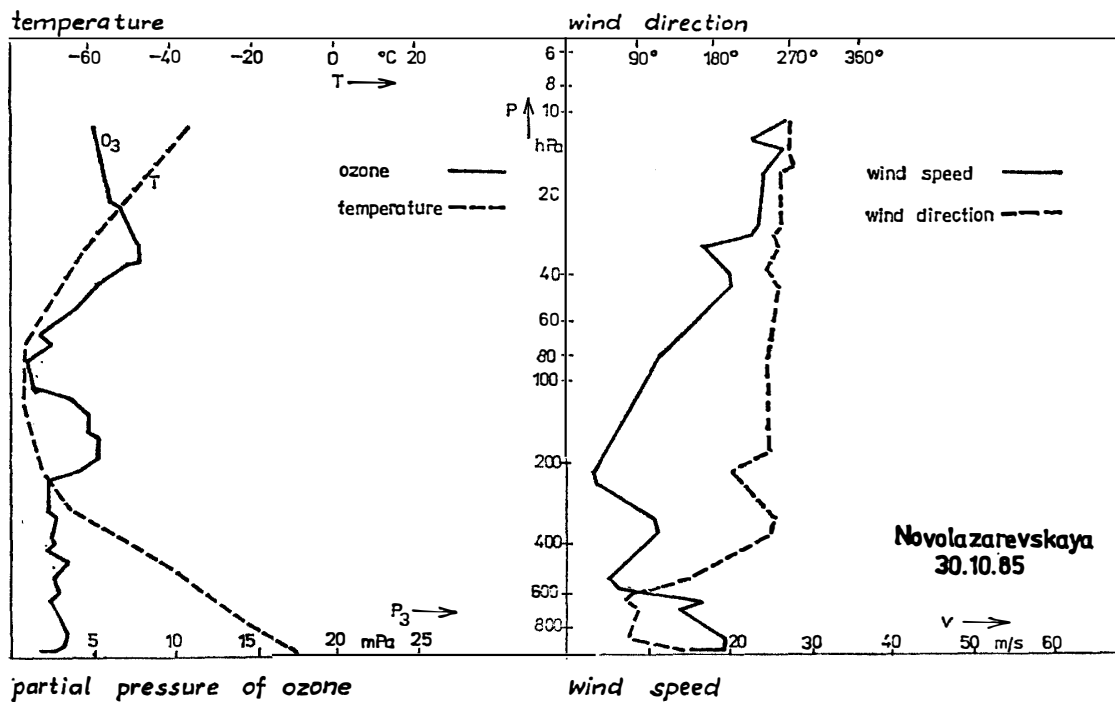 temperature
wind direction
-60 -40 -20 0 °C 20
90° 180° 270° 350°
T
6
8
P
10
hPa
O3
T
ozone
temperature
wind speed
wind direction
20
40
60
80
100
200
400
600
800
Novolazarevskaya
30.10.85
P3
v
5 10 15 20 mPa 25
20 30 40 50 m/s 60
partial pressure of ozone
wind speed